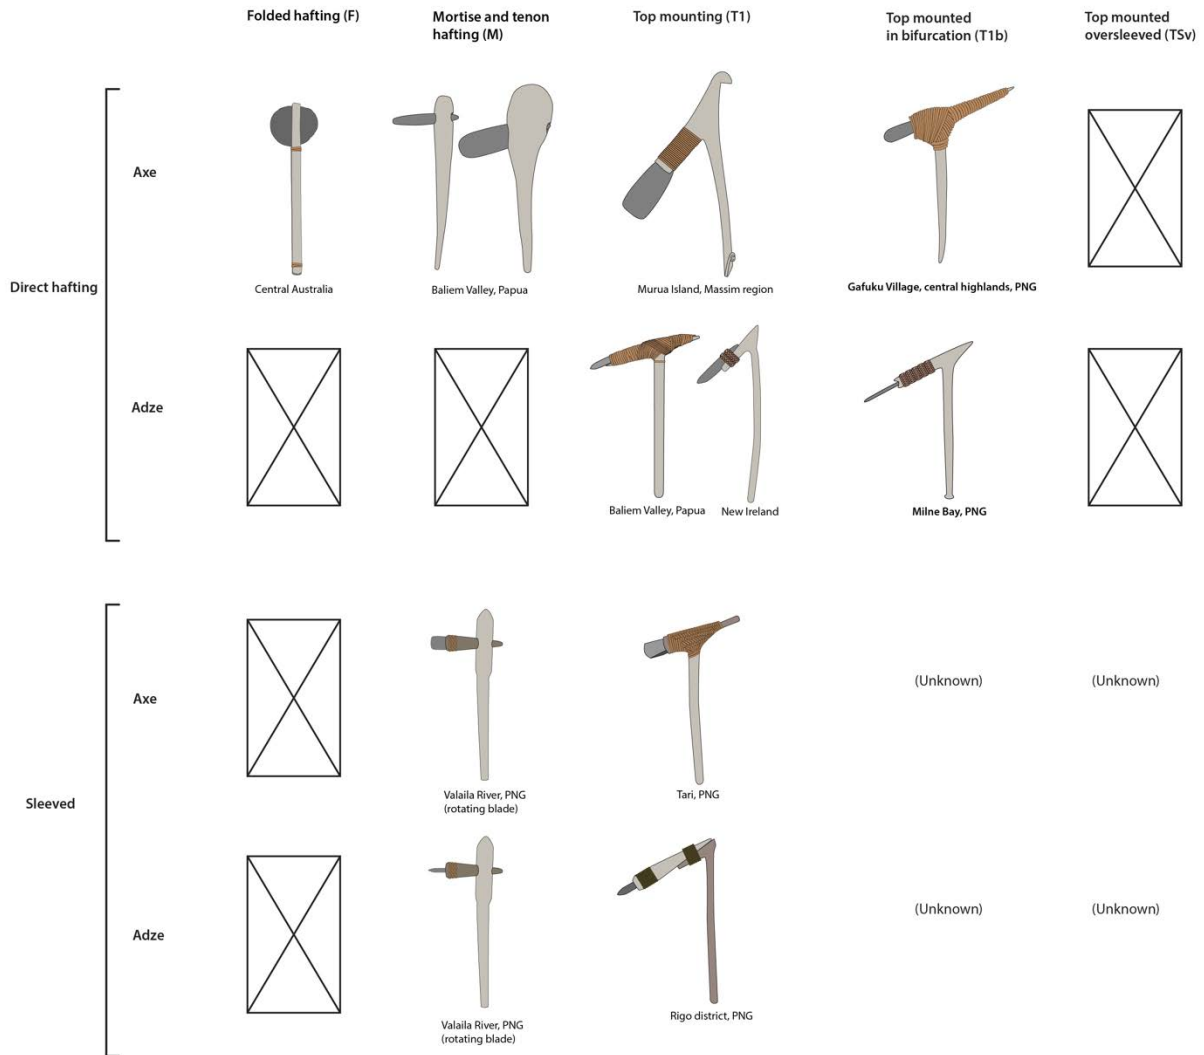 Folded hafting (F)
Mortise and tenon
hafting (M)
Top mounting (T1)
Top mounted
in bifurcation (T1b)
Top mounted
oversleeved (TSv)
Direct hafting
Axe
Central Australia
Baliem Valley, Papua
Murua Island, Massim region
Gafuku Village, central highlands, PNG
Adze
Baliem Valley, Papua
New Ireland
Milne Bay, PNG
Sleeved
Axe
Valaila River, PNG
(rotating blade)
Tari, PNG
(Unknown)
(Unknown)
Adze
Valaila River, PNG
(rotating blade)
Rigo district, PNG
(Unknown)
(Unknown)